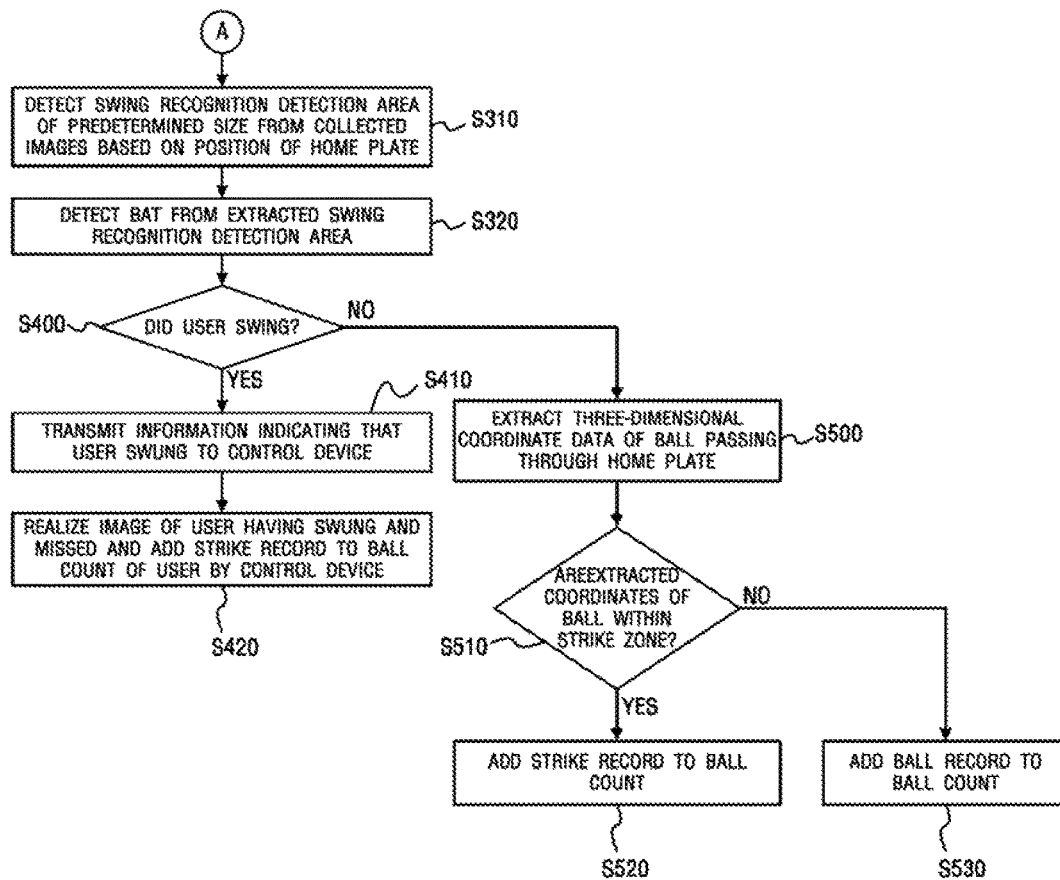 A
DETECT SWING RECOGNITION DETECTION AREA
OF PREDETERMINED SIZE FROM COLLECTED
IMAGES BASED ON POSITION OF HOME PLATE
S310
DETECT BAT FROM EXTRACTED SWING
RECOGNITION DETECTION AREA
S320
S400
DID USER SWING?
NO
YES
S410
TRANSMIT INFORMATION INDICATING THAT
USER SWUNG TO CONTROL DEVICE
EXTRACT THREE-DIMENSIONAL
COORDINATE DATA OF BALL PASSING
THROUGH HOME PLATE
S500
REALIZE IMAGE OF USER HAVING SWUNG AND
MISSED AND ADD STRIKE RECORD TO BALL
COUNT OF USER BY CONTROL DEVICE
S420
AREEXTRACTED
COORDINATES OF
BALL WITHIN
STRIKE ZONE?
S510
NO
YES
ADD STRIKE RECORD TO BALL
COUNT
S520
ADD BALL RECORD TO
BALL COUNT
S530